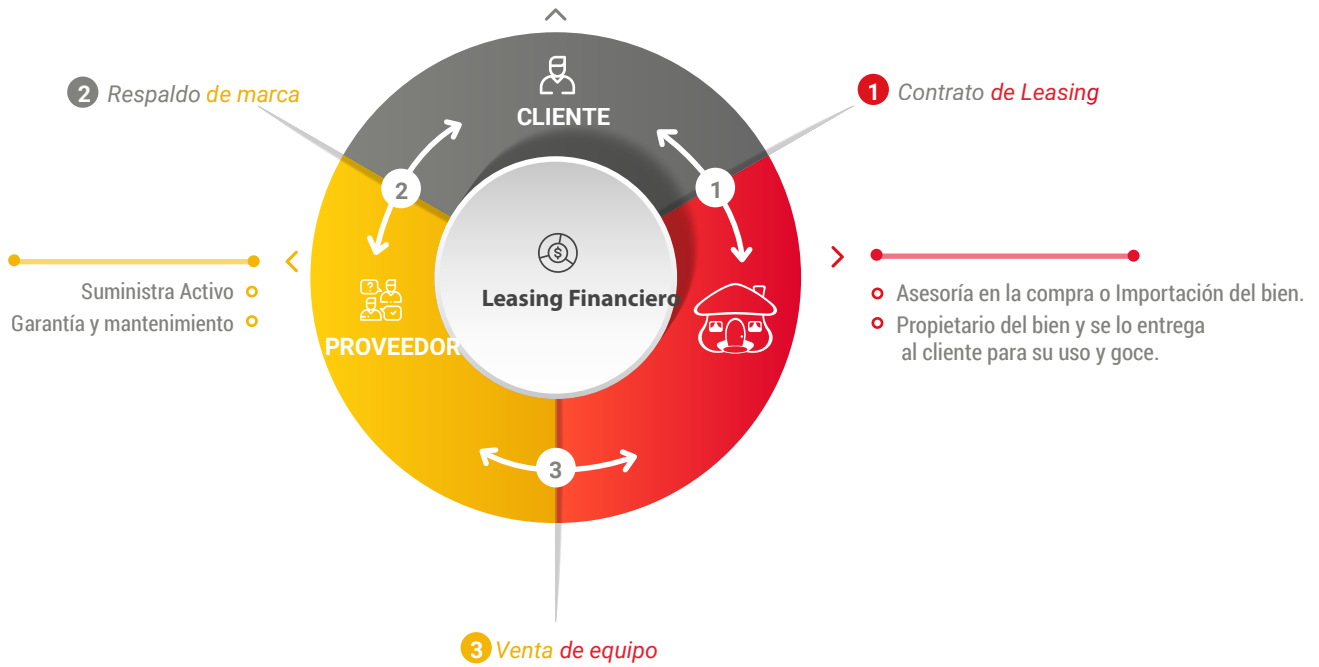 2 Respaldo de marca
1 Contrato de Leasing
CLIENTE
2
1
Leasing Financiero
Suministra Activo
Garantía y mantenimiento
PROVEEDOR
Asesoría en la compra o Importación del bien.
Propietario del bien y se lo entrega
al cliente para su uso y goce.
3
3 Venta de equipo